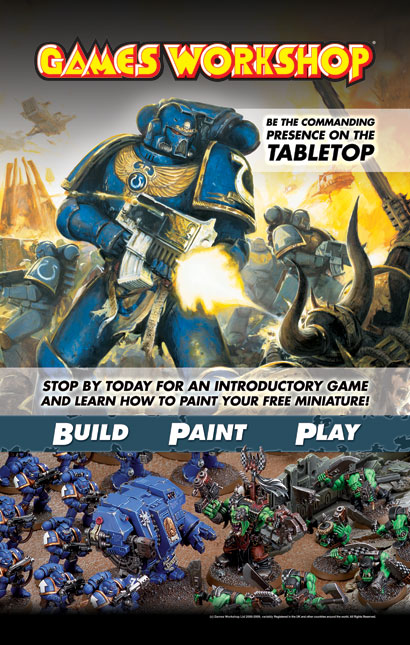 GAMES WORKSHOP
BE THE COMMANDING
PRESENCE ON THE
TABLETOP
STOP BY TODAY FOR AN INTRODUCTORY GAME
AND LEARN HOW TO PAINT YOUR FREE MINIATURE!
BUILD PAINT PLAY